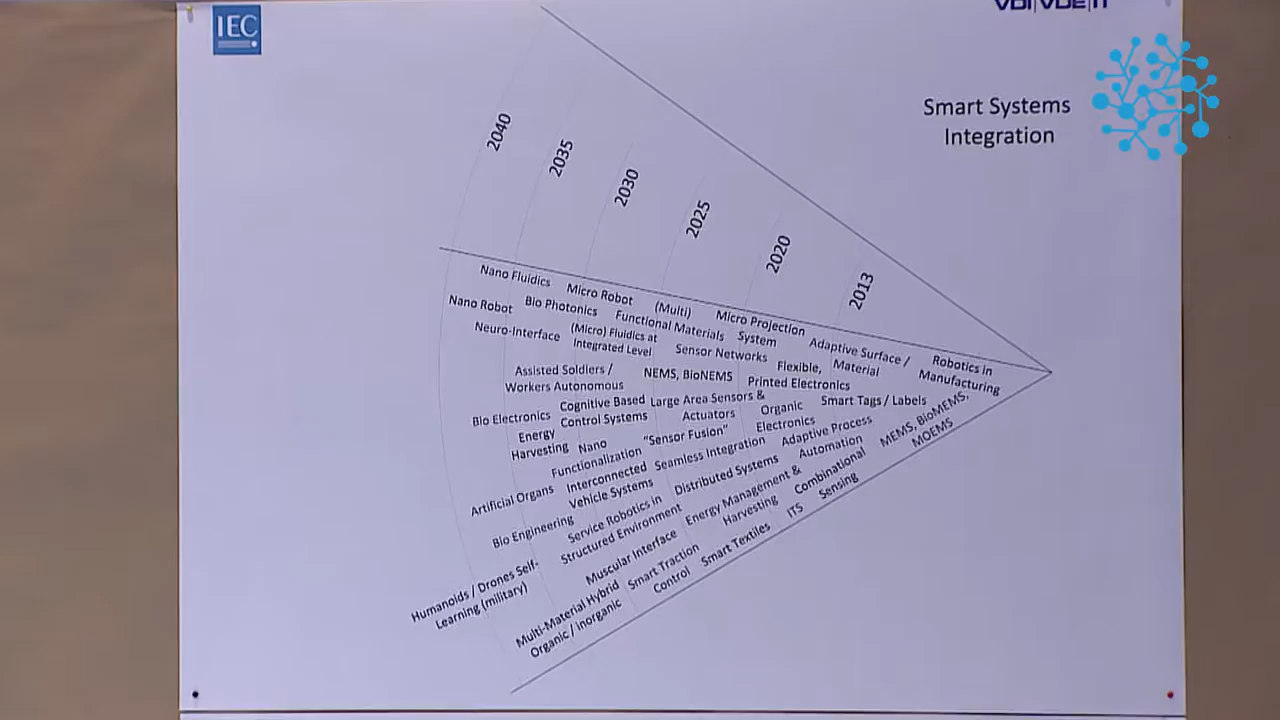 IEC
VDI|VDE|IT
Smart Systems
Integration
2040
2035
2030
2025
2020
2013
Nano Fluidics
Micro Robot
(Multi)
Functional Materials
Micro Projection
System
Adaptive Surface /
Material
Robotics in
Manufacturing
Nano Robot
Bio Photonics
Neuro-Interface
(Micro) Fluidics at
Integrated Level
Sensor Networks
Flexible,
Printed Electronics
Assisted Soldiers /
Workers Autonomous
NEMS, BioNEMS
Smart Tags / Labels
Bio Electronics
Cognitive Based
Control Systems
Large Area Sensors &
Actuators
Organic
Electronics
MEMS, BioMEMS,
MOEMS
Energy
Harvesting
Nano
Functionalization
"Sensor Fusion"
Adaptive Process
Automation
Artificial Organs
Interconnected
Vehicle Systems
Seamless Integration
Distributed Systems
Combinational
Sensing
Bio Engineering
Service Robotics in
Structured Environment
Energy Management &
Harvesting
ITS
Humanoids / Drones Self-
Learning (military)
Muscular Interface
Smart Traction
Control
Smart Textiles
Multi-Material Hybrid
Organic / inorganic